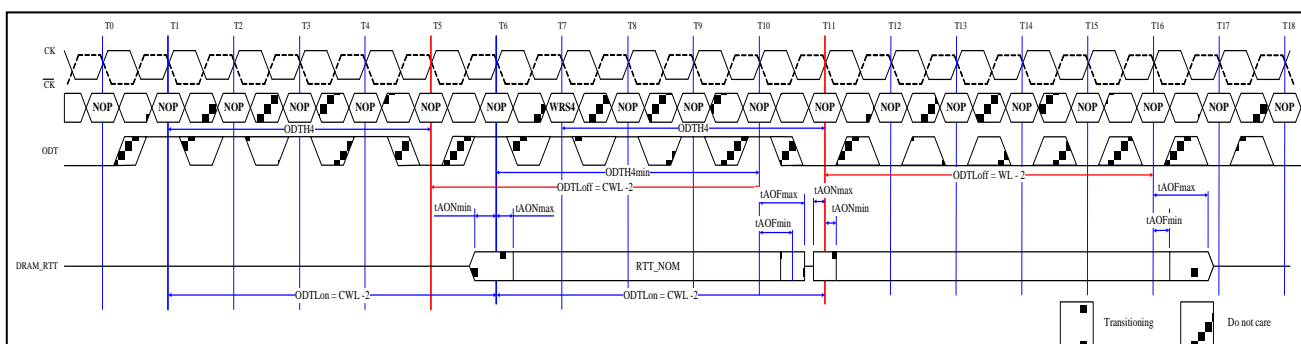 T0 T1 T2 T3 T4 T5 T6 T7 T8 T9 T10 T11 T12 T13 T14 T15 T16 T17 T18
CK
CK
NOP NOP NOP NOP NOP NOP NOP WRS4 NOP NOP NOP NOP NOP NOP NOP NOP NOP NOP NOP
ODTH4 ODTH4
ODT
ODTH4min ODTLoff = WL -2
ODTLoff = CWL -2
tAOFmax tAONmax tAOFmax
tAONmin tAONmax tAONmin
tAOFmin tAOFmin
DRAM_RTT RTT_NOM
ODTLon = CWL -2 ODTLon = CWL -2
Transitioning Do not care